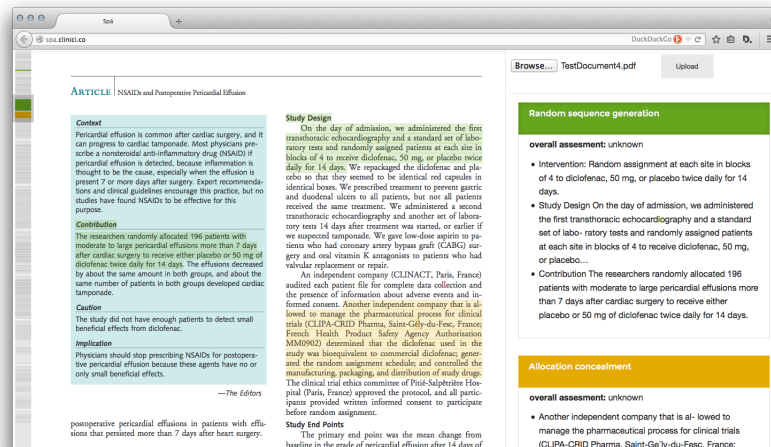 Spá
+
spa.clinici.co
DuckDuckGo
ARTICLE NSAIDs and Postoperative Pericardial Effusion
Context
Pericardial effusion is common after cardiac surgery, and it
can progress to cardiac tamponade. Most physicians pre-
scribe a nonsteroidal anti-inflammatory drug (NSAID) if
pericardial effusion is detected, because inflammation is
thought to be the cause, especially when the effusion is
present 7 or more days after surgery. Expert recommenda-
tions and clinical guidelines encourage this practice, but no
studies have found NSAIDs to be effective for this
purpose.
Contribution
The researchers randomly allocated 196 patients with
moderate to large pericardial effusions more than 7 days
after cardiac surgery to receive either placebo or 50 mg of
diclofenac twice daily for 14 days. The effusions decreased
by about the same amount in both groups, and about the
same number of patients in both groups developed cardiac
tamponade.
Caution
The study did not have enough patients to detect small
beneficial effects from diclofenac.
Implication
Physicians should stop prescribing NSAIDs for postopera-
tive pericardial effusion because these agents have no or
only small beneficial effects.
—The Editors
postoperative pericardial effusions in patients with effu-
sions that persisted more than 7 days after heart surgery.
Study Design
On the day of admission, we administered the first
transthoracic echocardiography and a standard set of labo-
ratory tests and randomly assigned patients at each site in
blocks of 4 to receive diclofenac, 50 mg, or placebo twice
daily for 14 days. We repackaged the diclofenac and pla-
cebo so that they seemed to be identical red capsules in
identical boxes. We prescribed treatment to prevent gastric
and duodenal ulcers to all patients, but not all patients
received the same treatment. We administered a second
transthoracic echocardiography and another set of labora-
tory tests 14 days after treatment was started, or earlier if
we suspected tamponade. We gave low-dose aspirin to pa-
tients who had coronary artery bypass graft (CABG) sur-
gery and oral vitamin K antagonists to patients who had
valvular replacement or repair.
An independent company (CLINACT, Paris, France)
audited each patient file for complete data collection and
the presence of information about adverse events and in-
formed consent. Another independent company that is al-
lowed to manage the pharmaceutical process for clinical
trials (CLIPA-CRID Pharma, Saint-Gély-du-Fesc, France;
French Health Product Safety Agency Authorization
MM0902) determined that the diclofenac used in the
study was bioequivalent to commercial diclofenac; gener-
ated the random assignment schedule; and controlled the
manufacturing, packaging, and distribution of study drugs.
The clinical trial ethics committee of Pitié-Salpêtrière Hos-
pital (Paris, France) approved the protocol, and all partic-
ipants provided written informed consent to participate
before random assignment.
Study End Points
The primary end point was the mean change from
baseline in the grade of pericardial effusion after 14 days of
Browse... TestDocument4.pdf Upload
Random sequence generation
overall assesment: unknown
• Intervention: Random assignment at each site in blocks
of 4 to diclofenac, 50 mg, or placebo twice daily for 14
days.
• Study Design On the day of admission, we administered
the first transthoracic echocardiography and a standard
set of labo- ratory tests and randomly assigned patients
at each site in blocks of 4 to receive diclofenac, 50 mg,
or placebo...
• Contribution The researchers randomly allocated 196
patients with moderate to large pericardial effusions more
than 7 days after cardiac surgery to receive either
placebo or 50 mg of diclofenac twice daily for 14 days.
Allocation concealment
overall assesment: unknown
• Another independent company that is al- lowed to
manage the pharmaceutical process for clinical trials
(CLIPA-CRID Pharma, Saint-Ge´ly-du-Fesc, France;